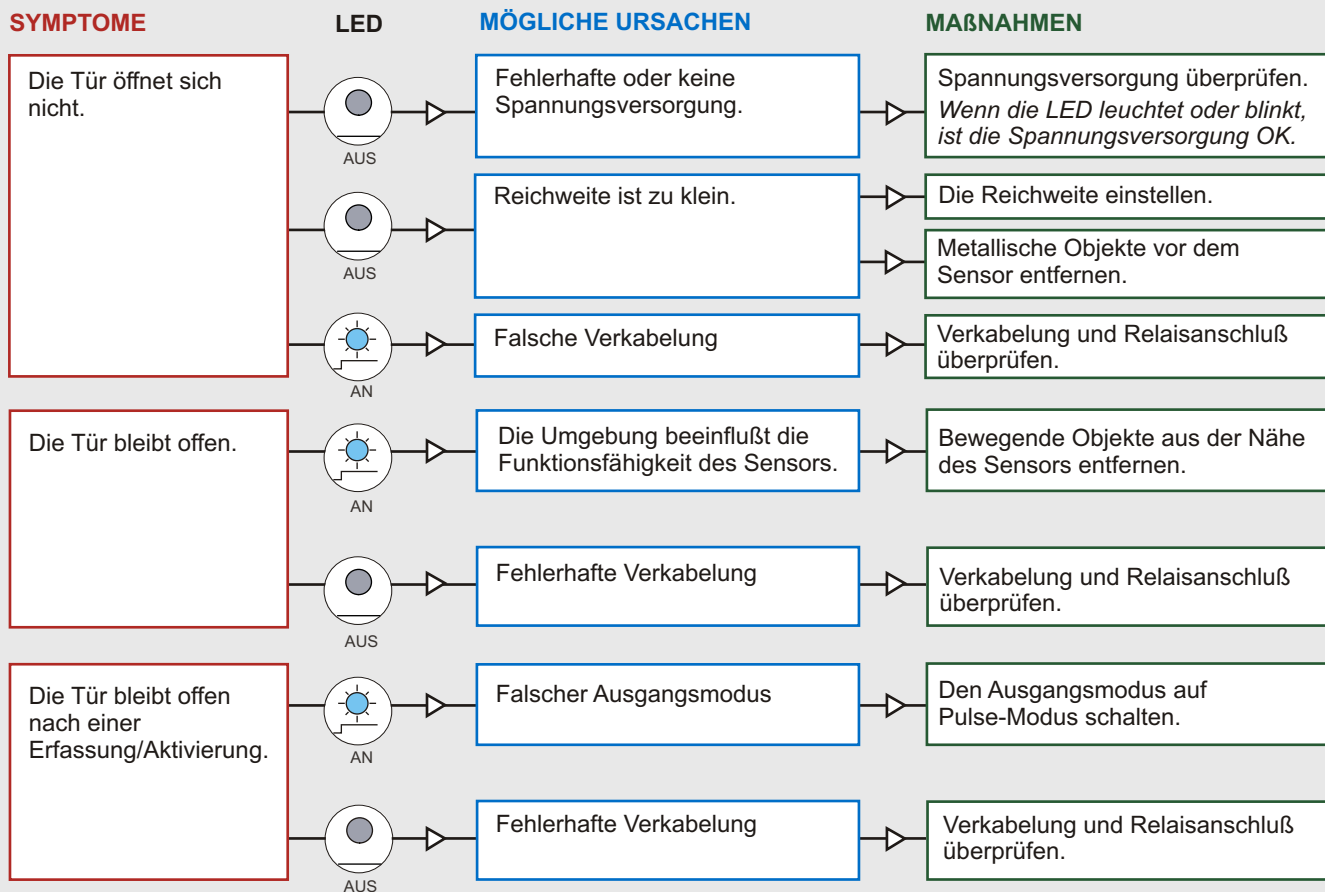 SYMPTOME
LED
MÖGLICHE URSACHEN
MAßNAHMEN
Die Tür öffnet sich
nicht.
AUS
Fehlerhafte oder keine
Spannungsversorgung.
Spannungsversorgung überprüfen.
Wenn die LED leuchtet oder blinkt,
ist die Spannungsversorgung OK.
AUS
Reichweite ist zu klein.
Die Reichweite einstellen.
Metallische Objekte vor dem
Sensor entfernen.
AN
Falsche Verkabelung
Verkabelung und Relaisanschluß
überprüfen.
Die Tür bleibt offen.
AN
Die Umgebung beeinflußt die
Funktionsfähigkeit des Sensors.
Bewegende Objekte aus der Nähe
des Sensors entfernen.
AUS
Fehlerhafte Verkabelung
Verkabelung und Relaisanschluß
überprüfen.
Die Tür bleibt offen
nach einer
Erfassung/Aktivierung.
AN
Falscher Ausgangsmodus
Den Ausgangsmodus auf
Pulse-Modus schalten.
AUS
Fehlerhafte Verkabelung
Verkabelung und Relaisanschluß
überprüfen.